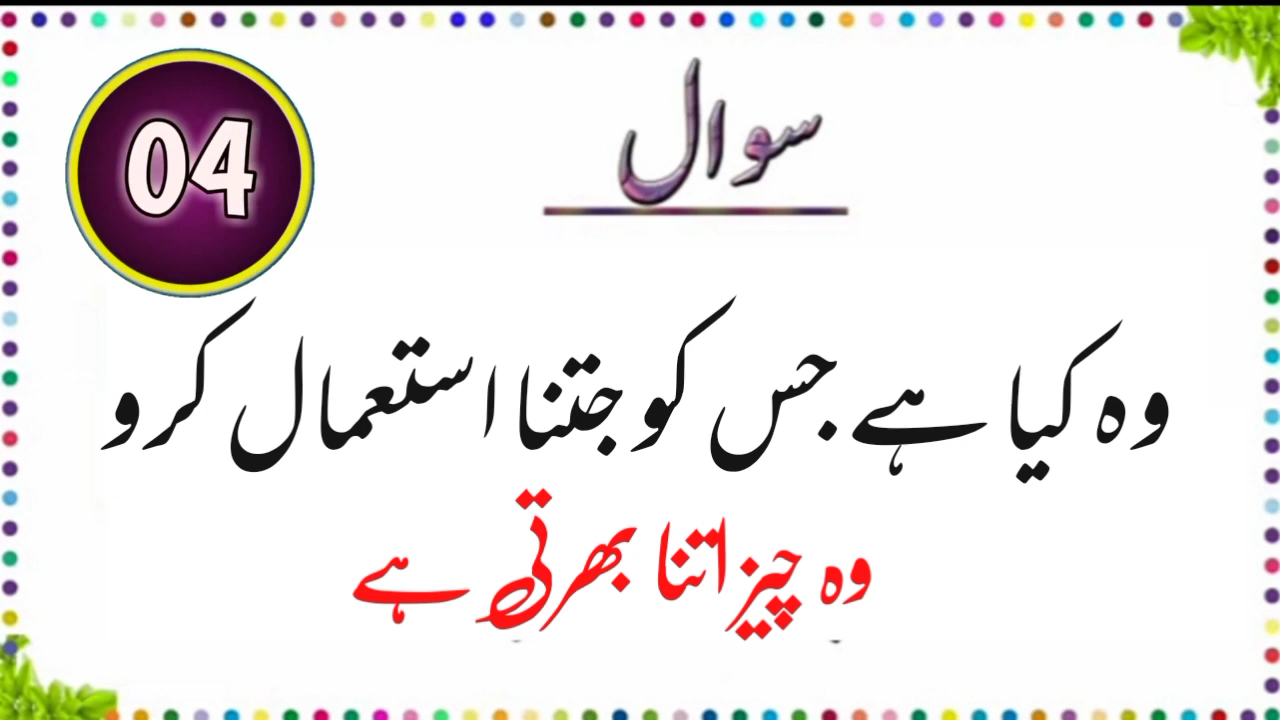 04
سوال
وہ کیا ہے جس کو جتنا استعمال کرو
وہ چیز اتنا بھرتی ہے